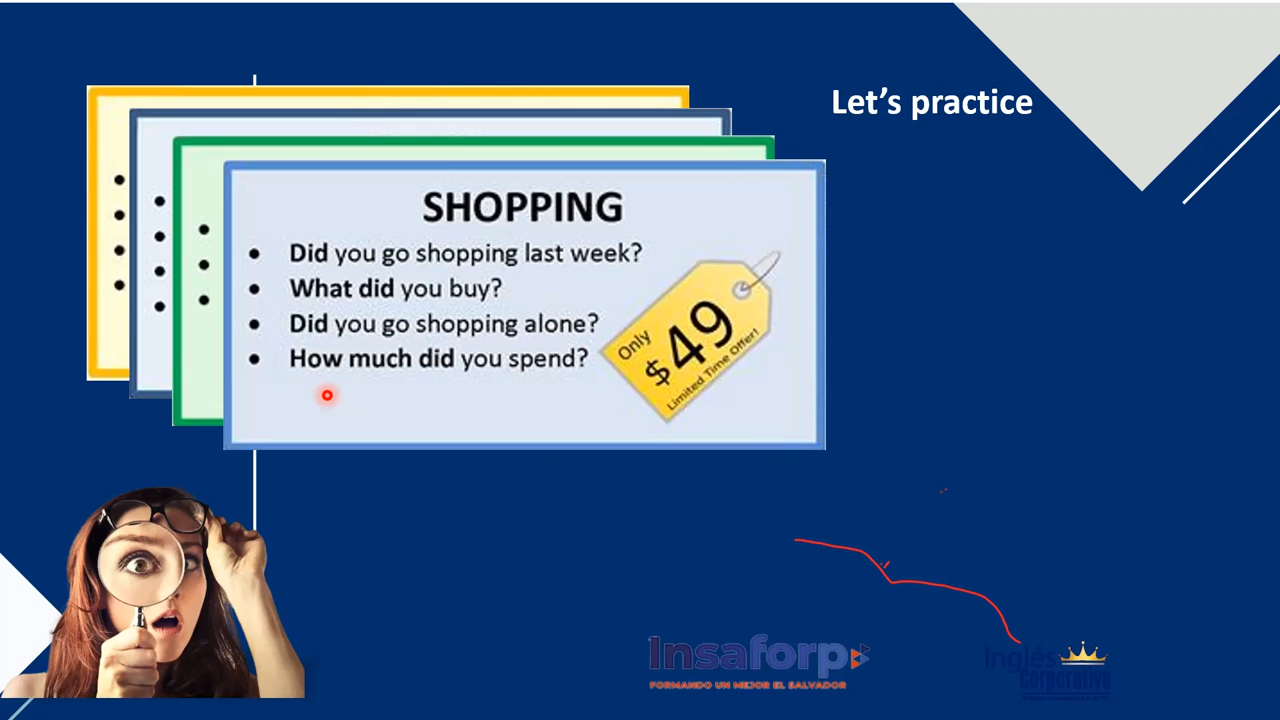 Let's practice
SHOPPING
• Did you go shopping last week?
• What did you buy?
• Did you go shopping alone?
• How much did you spend?
Only
$49
Limited Time Offer!
Insaforp
FORMANDO UN MEJOR EL SALVADOR
Inglés
corporativo